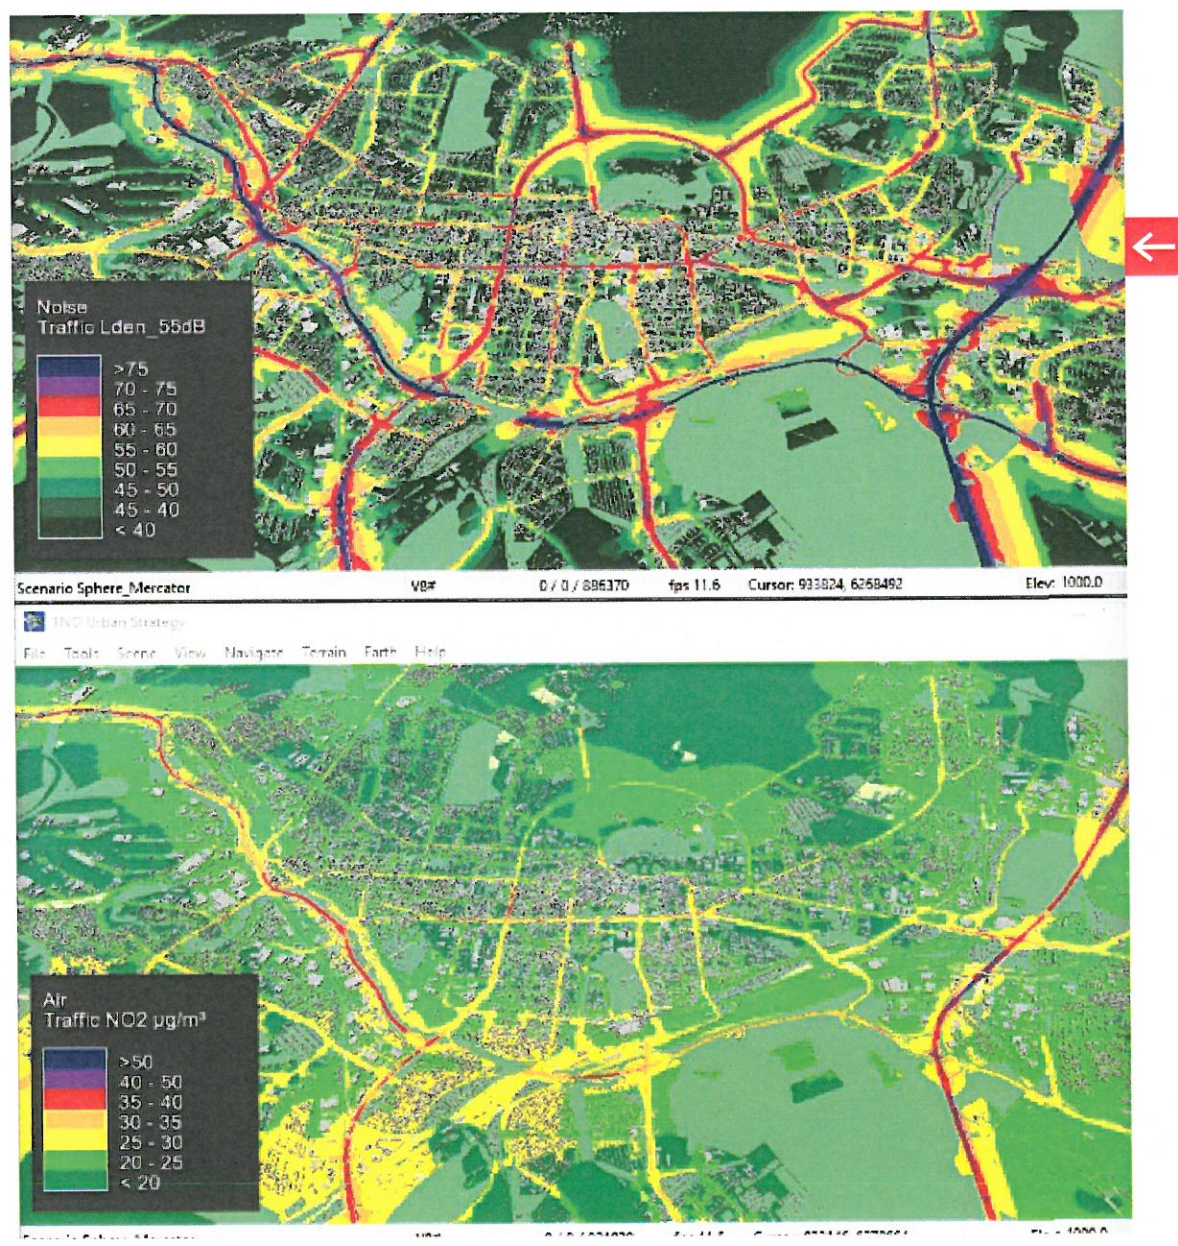 Noise
Traffic Lden_55dB
>75
70 - 75
65 - 70
60 - 65
55 - 60
50 - 55
45 - 50
45 - 40
< 40
Scenario Sphere_Mercator V8# 0 / 0 / 886370 fps 11.6 Cursor: 933824, 6268492 Elev: 1000.0
TNO Urban Strategy
File Tools Scene View Navigate Terrain Earth Help
Air
Traffic NO2 µg/m³
>50
40 - 50
35 - 40
30 - 35
25 - 30
20 - 25
< 20